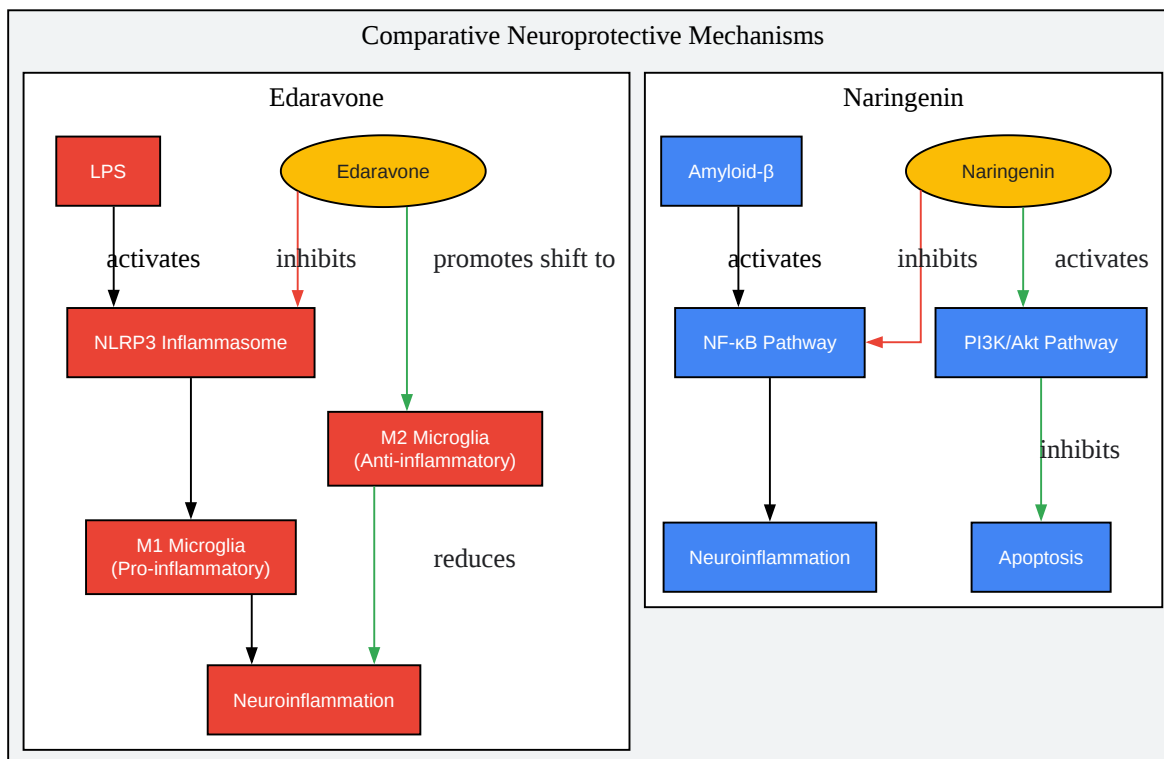 Comparative Neuroprotective Mechanisms
Edaravone
LPS
Edaravone
activates
inhibits
promotes shift to
NLRP3 Inflammasome
M2 Microglia
(Anti-inflammatory)
M1 Microglia
(Pro-inflammatory)
reduces
Neuroinflammation
Naringenin
Amyloid-β
Naringenin
activates
inhibits
activates
NF-κB Pathway
PI3K/Akt Pathway
inhibits
Neuroinflammation
Apoptosis